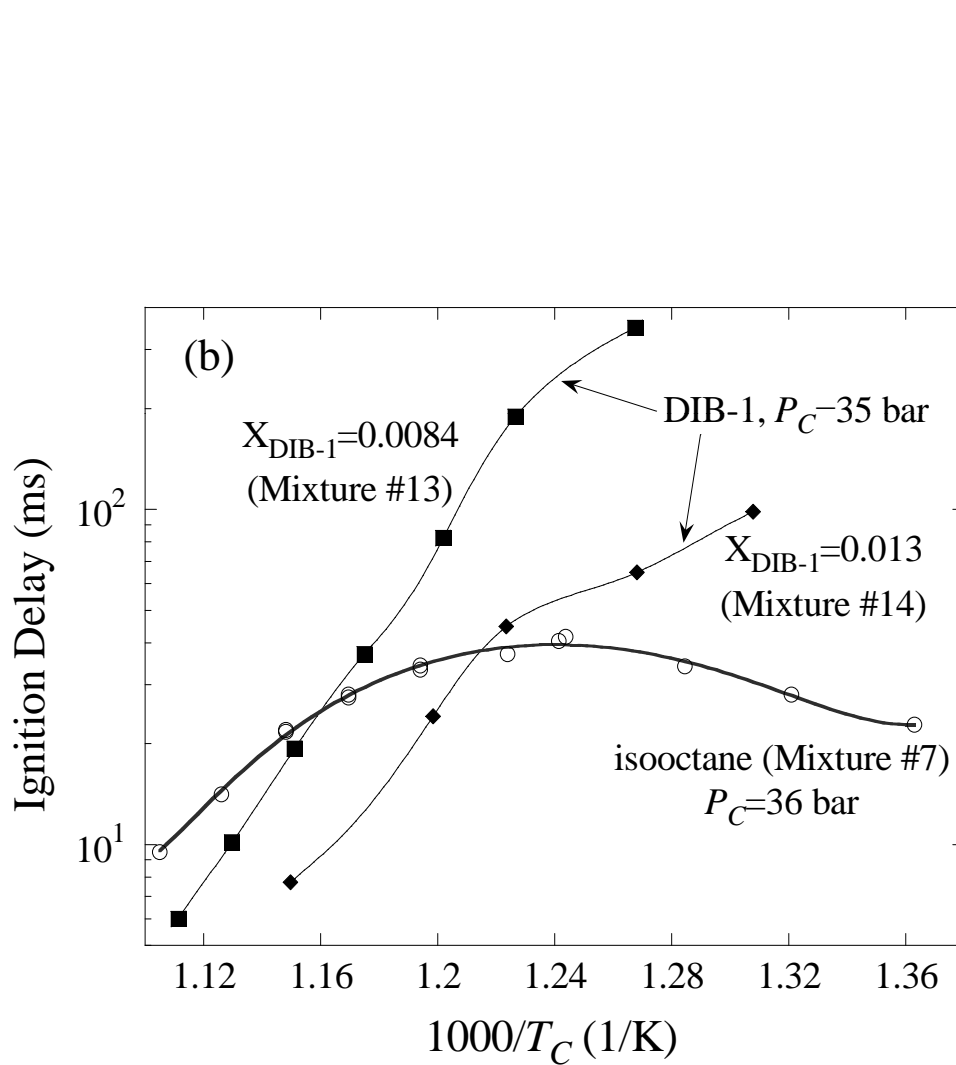 (b)
X_DIB-1=0.0084
(Mixture #13)
DIB-1, P_C−35 bar
X_DIB-1=0.013
(Mixture #14)
isooctane (Mixture #7)
P_C=36 bar
Ignition Delay (ms)
10^2
10^1
1.12 1.16 1.2 1.24 1.28 1.32 1.36
1000/T_C (1/K)